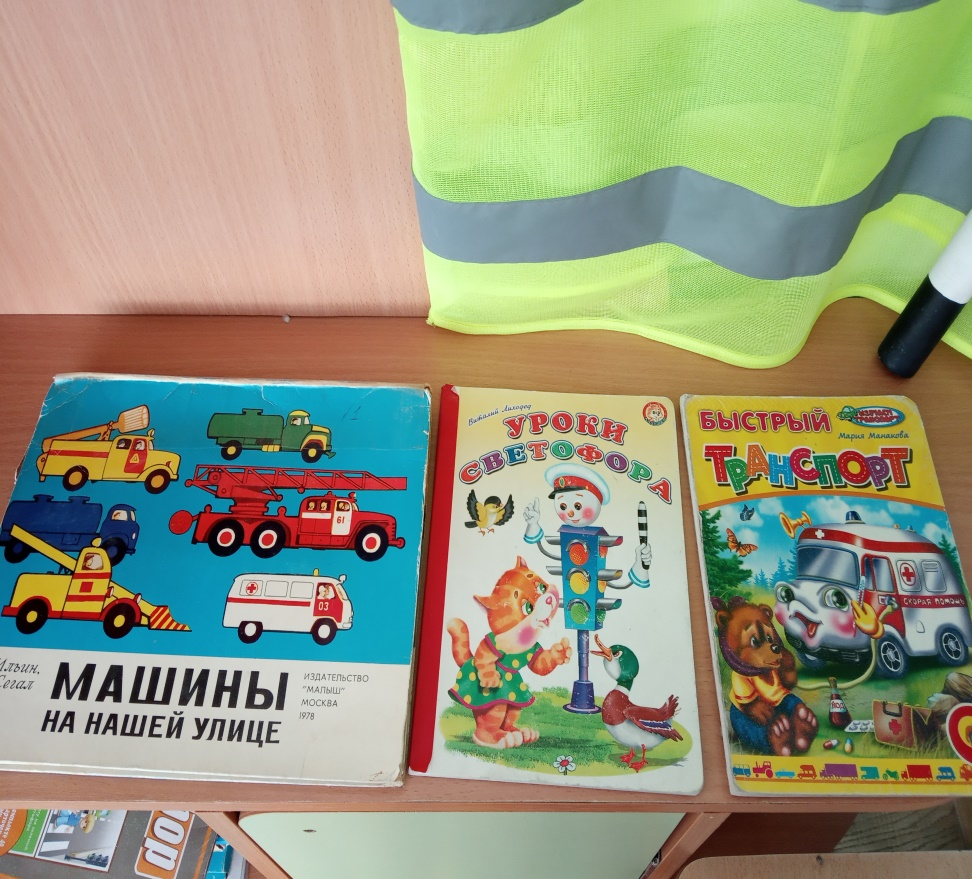 61
03
Ильин,
Сегал
МАШИНЫ
НА НАШЕЙ УЛИЦЕ
ИЗДАТЕЛЬСТВО
"МАЛЫШ"
МОСКВА
1978
Виталий Лиходед
УРОКИ
СВЕТОФОРА
БЫСТРЫЙ
Мария Манакова
ТРАНСПОРТ
СКОРАЯ ПОМОЩЬ
ЙОД